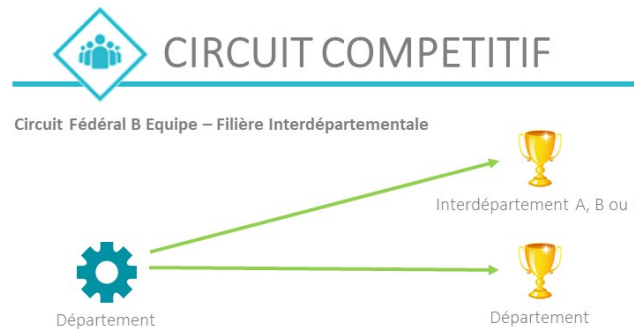 CIRCUIT COMPETITIF
Circuit Fédéral B Equipe – Filière Interdépartementale
Interdépartement A, B ou
Département
Département